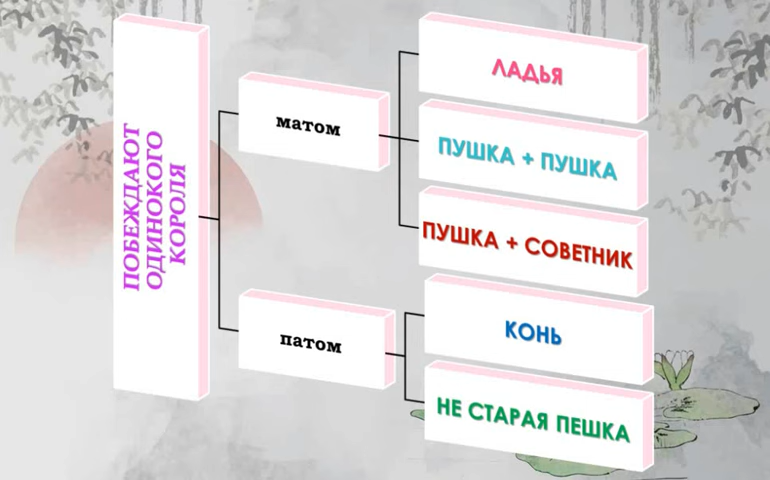 ПОБЕЖДАЮТ
ОДИНОКОГО
КОРОЛЯ
матом
ЛАДЬЯ
ПУШКА + ПУШКА
ПУШКА + СОВЕТНИК
патом
КОНЬ
НЕ СТАРАЯ ПЕШКА